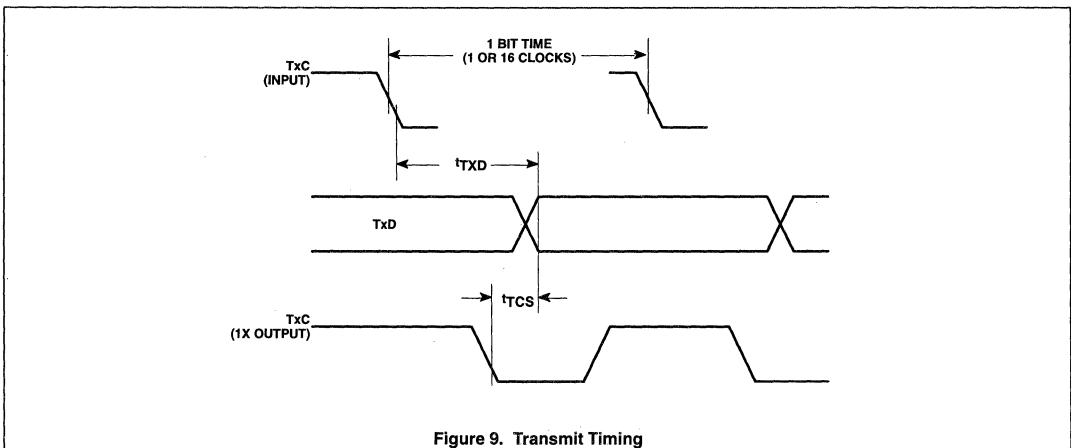 1 BIT TIME
(1 OR 16 CLOCKS)
TxC
(INPUT)
tTXD
TxD
tTCS
TxC
(1X OUTPUT)
Figure 9. Transmit Timing